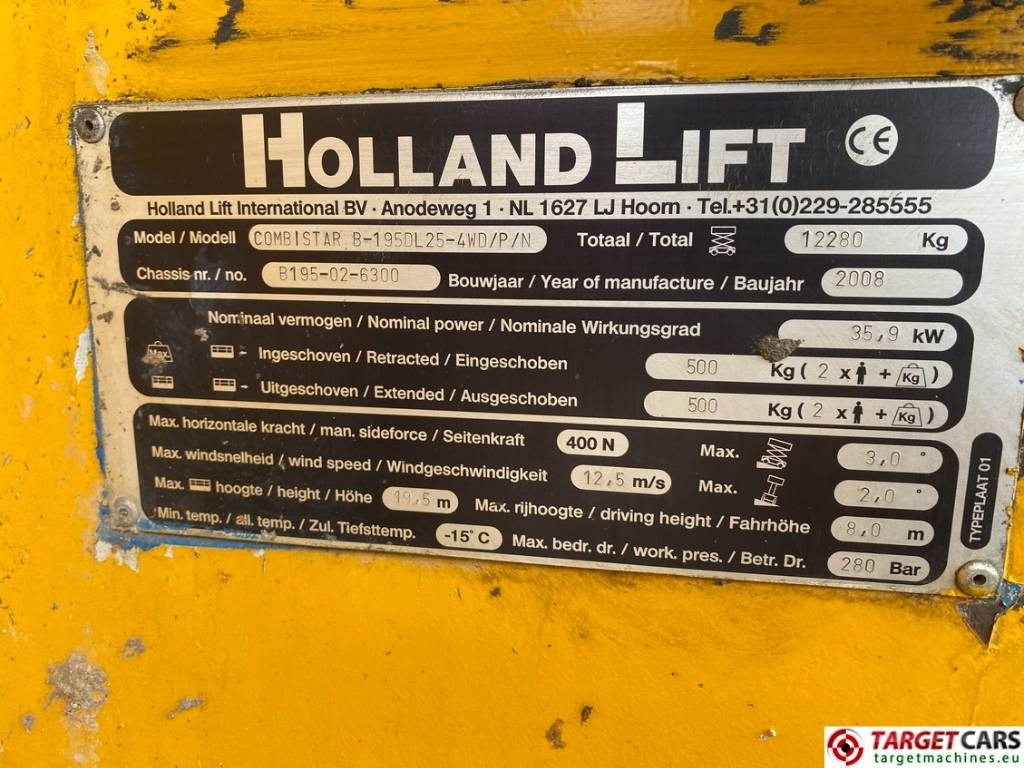 HOLLAND LIFT CE
Holland Lift International BV · Anodeweg 1 · NL 1627 LJ Hoorn · Tel.+31(0)229-285555
Model / Modell COMBISTAR B-195DL25-4WD/P/N Totaal / Total 12280 Kg
Chassis nr. / no. B195-02-6300 Bouwjaar / Year of manufacture / Baujahr 2008
Nominaal vermogen / Nominal power / Nominale Wirkungsgrad 35,9 kW
Max. - Ingeschoven / Retracted / Eingeschoben 500 Kg ( 2 x + Kg )
- Uitgeschoven / Extended / Ausgeschoben 500 Kg ( 2 x + Kg )
Max. horizontale kracht / man. sideforce / Seitenkraft 400 N Max. 3,0 °
Max. windsnelheid / wind speed / Windgeschwindigkeit 12,5 m/s Max. 2,0 °
Max. hoogte / height / Höhe 19,5 m Max. rijhoogte / driving height / Fahrhöhe 8,0 m
Min. temp. / all. temp. / Zul. Tiefsttemp. -15°C Max. bedr. dr. / work. pres. / Betr. Dr. 280 Bar
TYPEPLAAT 01
TARGETCARS
targetmachines.eu